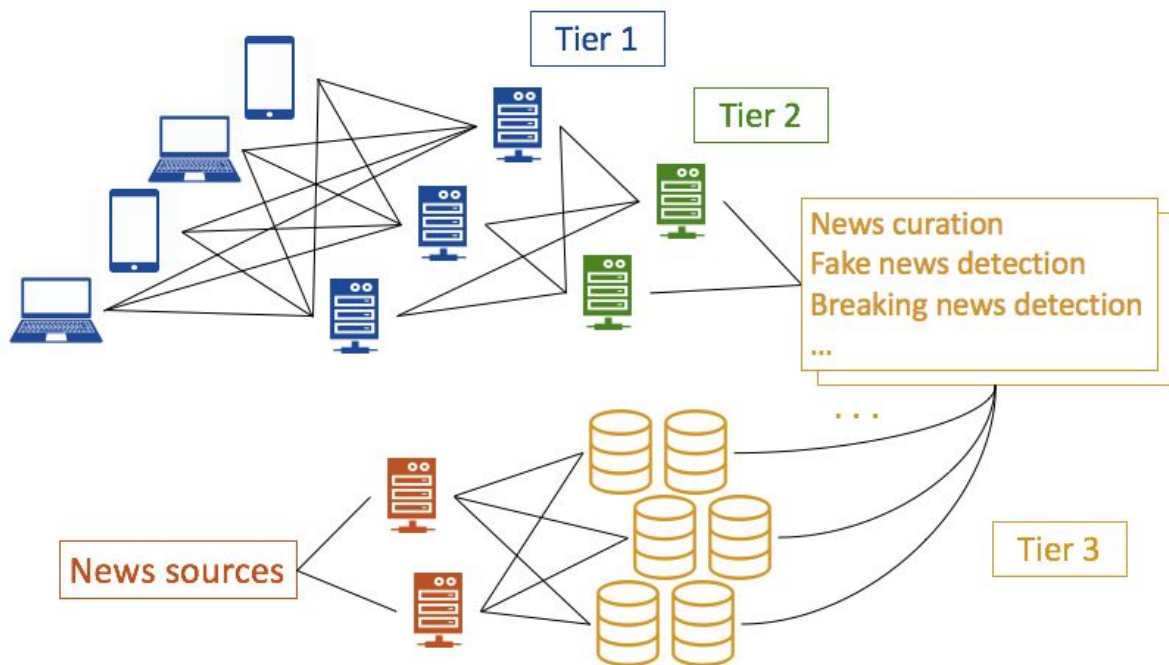 Tier 1
Tier 2
News curation
Fake news detection
Breaking news detection
...
. . .
Tier 3
News sources